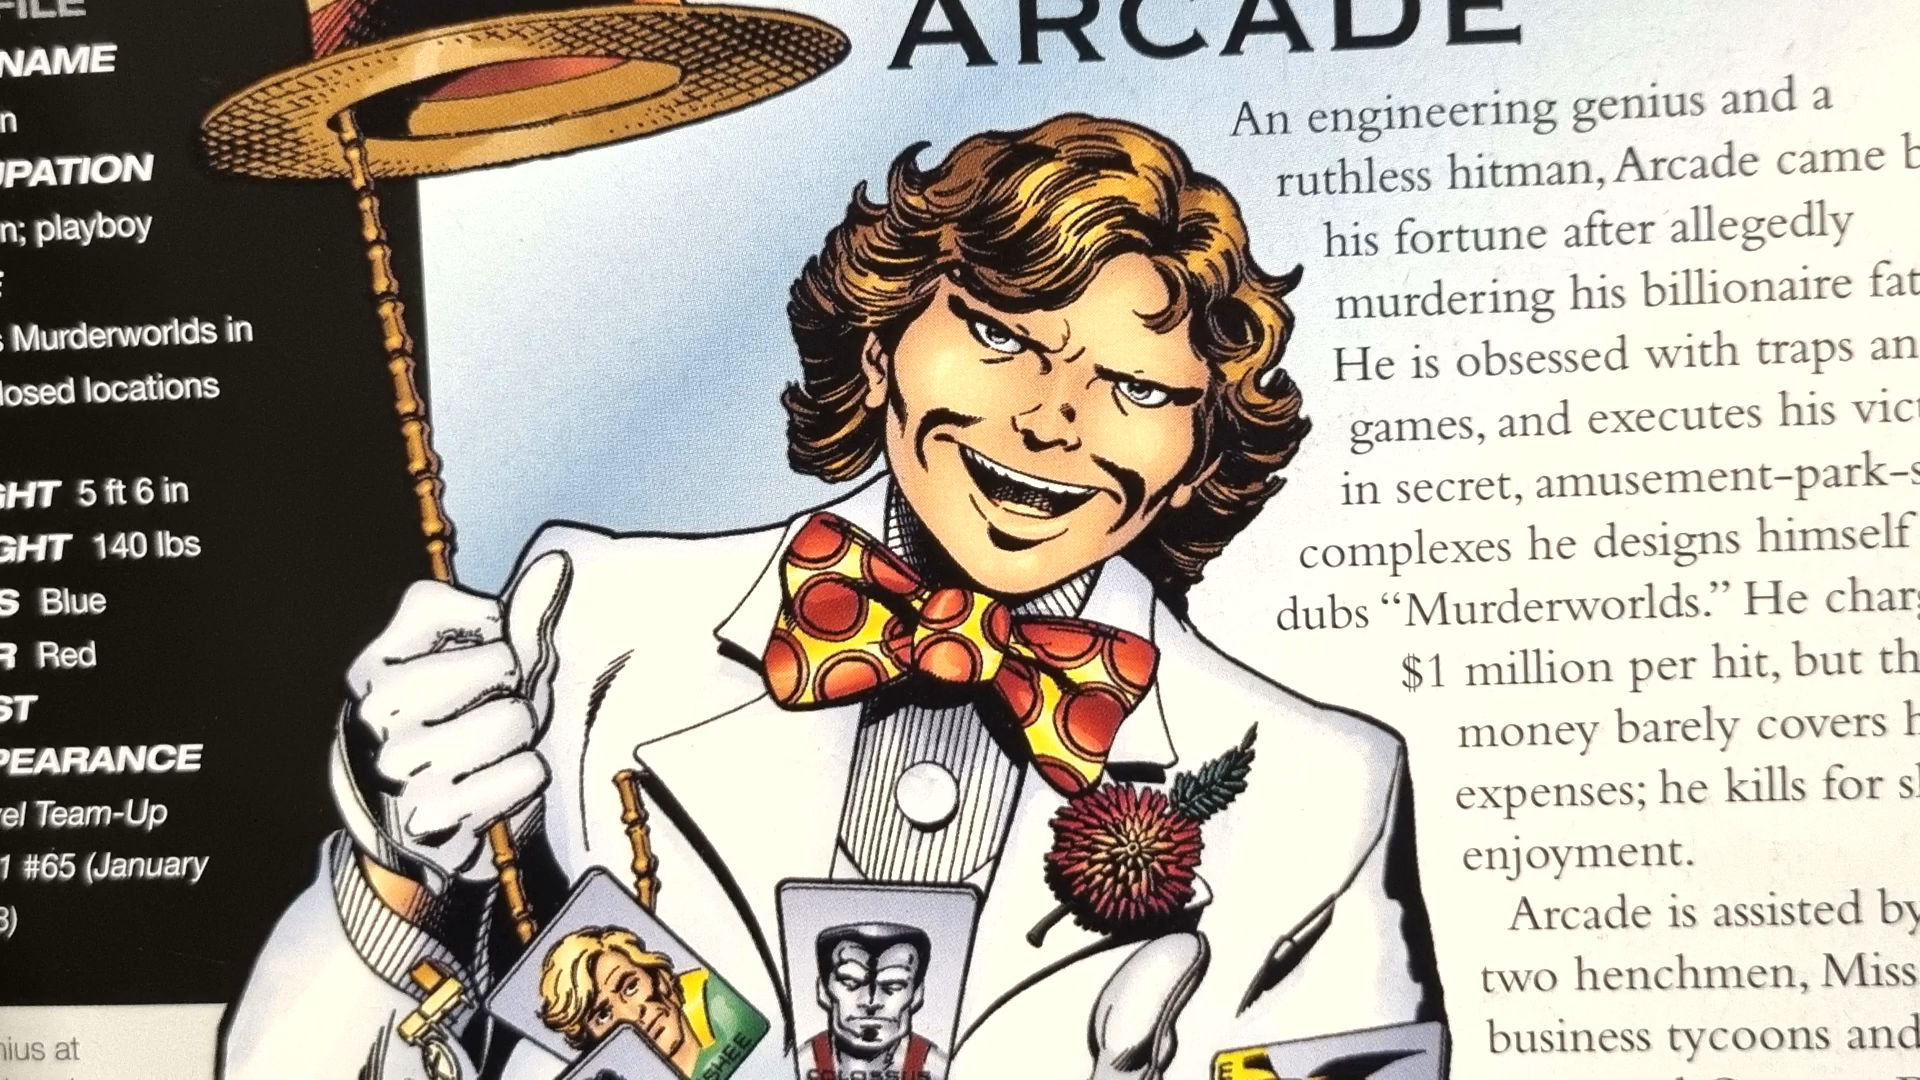 FILE
NAME
n
UPATION
n; playboy
s Murderworlds in
losed locations
GHT 5 ft 6 in
GHT 140 lbs
S Blue
R Red
ST
PEARANCE
vel Team-Up
1 #65 (January
8)
nius at
ARCADE
An engineering genius and a
ruthless hitman, Arcade came b
his fortune after allegedly
murdering his billionaire fat
He is obsessed with traps an
games, and executes his vict
in secret, amusement-park-s
complexes he designs himself
dubs “Murderworlds.” He charg
$1 million per hit, but th
money barely covers h
expenses; he kills for sh
enjoyment.
Arcade is assisted by
two henchmen, Miss
business tycoons and
SHEE
COLOSSUS